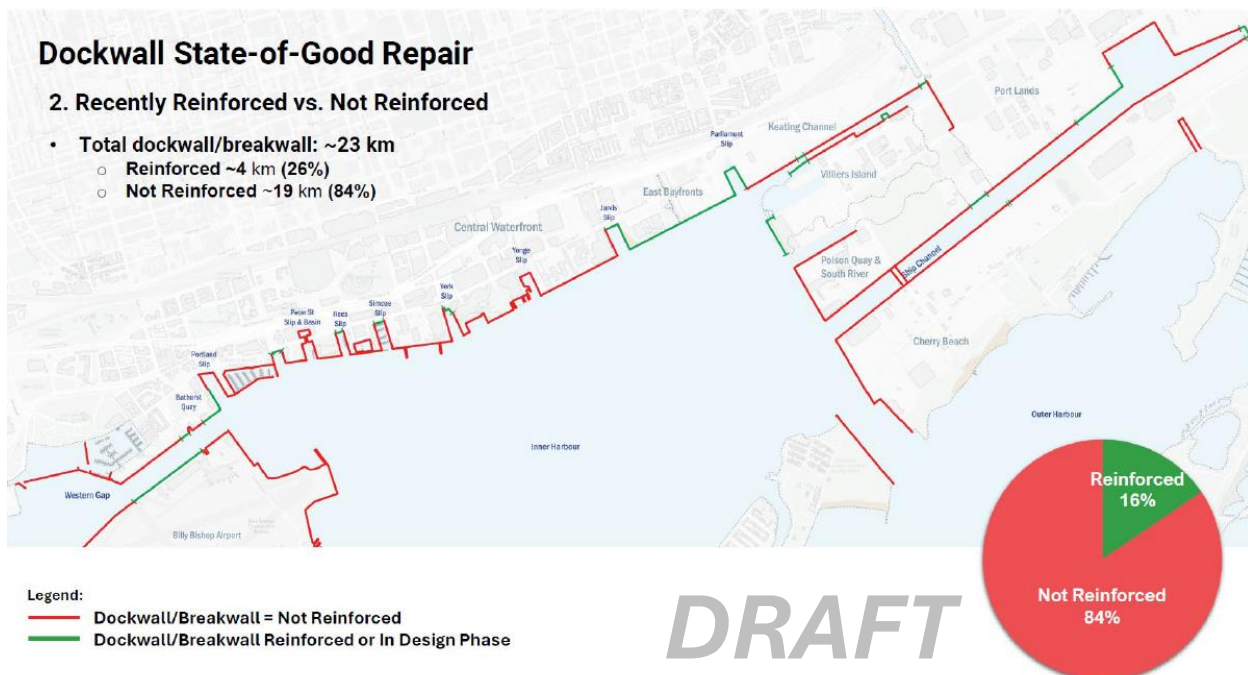 Dockwall State-of-Good Repair
2. Recently Reinforced vs. Not Reinforced
• Total dockwall/breakwall: ~23 km
○ Reinforced ~4 km (26%)
○ Not Reinforced ~19 km (84%)
Port Lands
Keating Channel
Parliament
Slip
Villiers Island
East Bayfronts
Jarvis
Slip
Central Waterfront
Yonge
Slip
Poison Quay &
South River
Ship Channel
York
Slip
Simcoe
Slip
Rees
Slip
Peter St
Slip & Basin
Cherry Beach
Portland
Slip
Bathurst
Quay
Outer Harbour
Inner Harbour
Western Gap
Billy Bishop Airport
Reinforced
16%
Not Reinforced
84%
Legend:
Dockwall/Breakwall = Not Reinforced
Dockwall/Breakwall Reinforced or In Design Phase
DRAFT